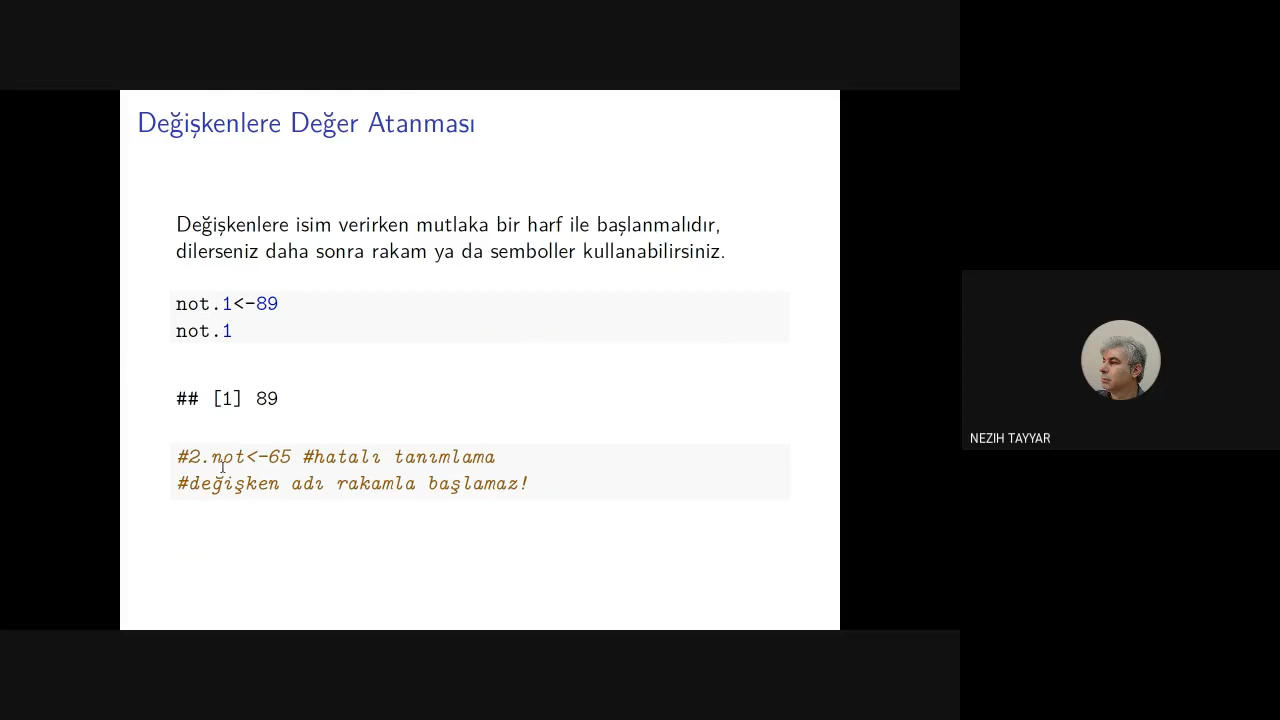 Değişkenlere Değer Atanması
Değişkenlere isim verirken mutlaka bir harf ile başlanmalıdır,
dilerseniz daha sonra rakam ya da semboller kullanabilirsiniz.
not.1<-89
not.1
## [1] 89
#2.not<-65 #hatalı tanımlama
#değişken adı rakamla başlamaz!
NEZIH TAYYAR